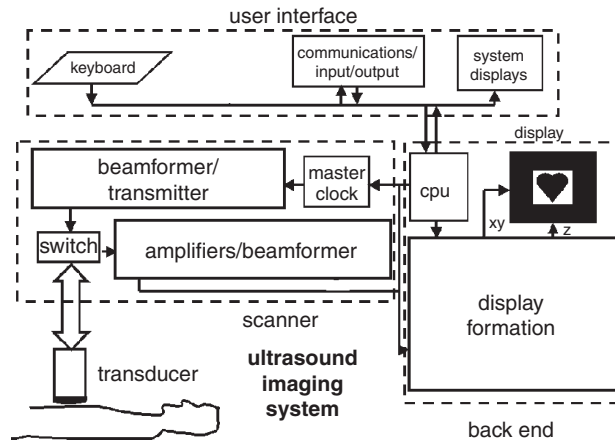 user interface
keyboard
communications/
input/output
system
displays
display
beamformer/
transmitter
master
clock
cpu
xy
z
switch
amplifiers/beamformer
display
formation
scanner
transducer
ultrasound
imaging
system
back end